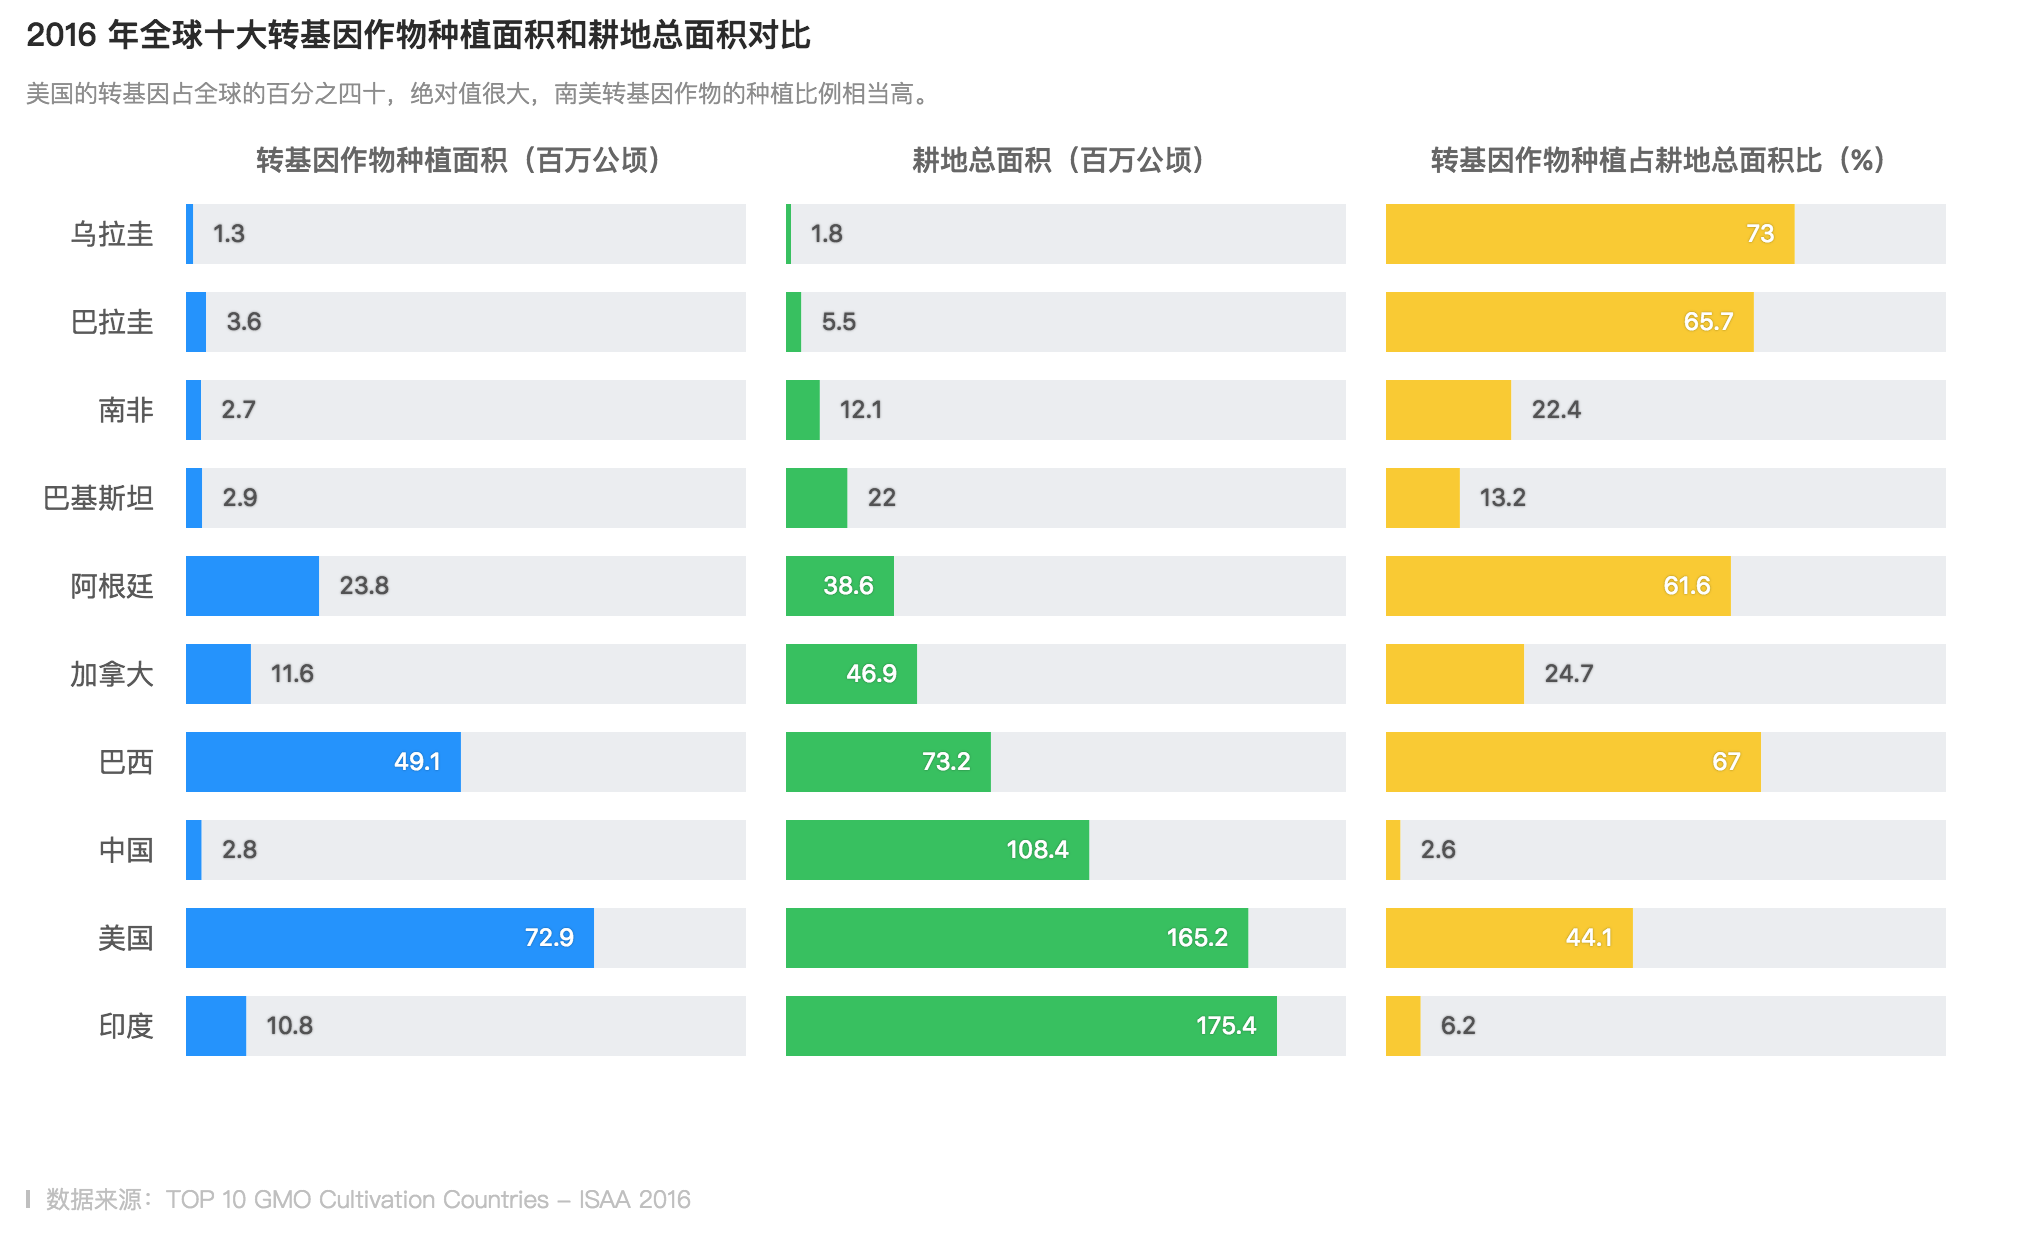 2016 年全球十大转基因作物种植面积和耕地总面积对比
美国的转基因占全球的百分之四十，绝对值很大，南美转基因作物的种植比例相当高。
转基因作物种植面积（百万公顷） 耕地总面积（百万公顷） 转基因作物种植占耕地总面积比（%）
乌拉圭 1.3 1.8 73
巴拉圭 3.6 5.5 65.7
南非 2.7 12.1 22.4
巴基斯坦 2.9 22 13.2
阿根廷 23.8 38.6 61.6
加拿大 11.6 46.9 24.7
巴西 49.1 73.2 67
中国 2.8 108.4 2.6
美国 72.9 165.2 44.1
印度 10.8 175.4 6.2
数据来源：TOP 10 GMO Cultivation Countries – ISAA 2016